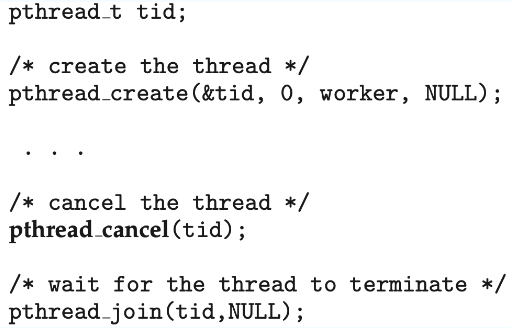 pthread_t tid;
/* create the thread */
pthread_create(&tid, 0, worker, NULL);
. . .
/* cancel the thread */
pthread_cancel(tid);
/* wait for the thread to terminate */
pthread_join(tid,NULL);